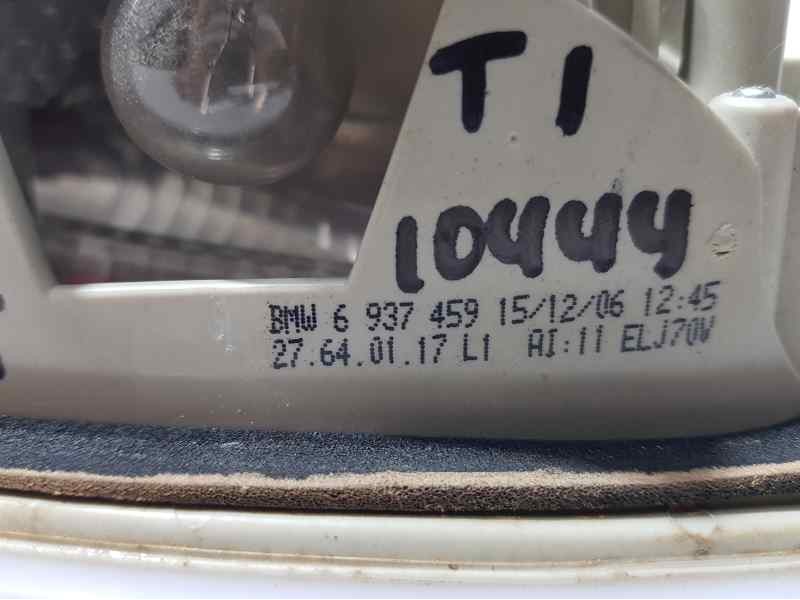 T1
10444
BMW 6 937 459 15/12/06 12:45
27.64.01.17 L1 AI:11 ELJ70V